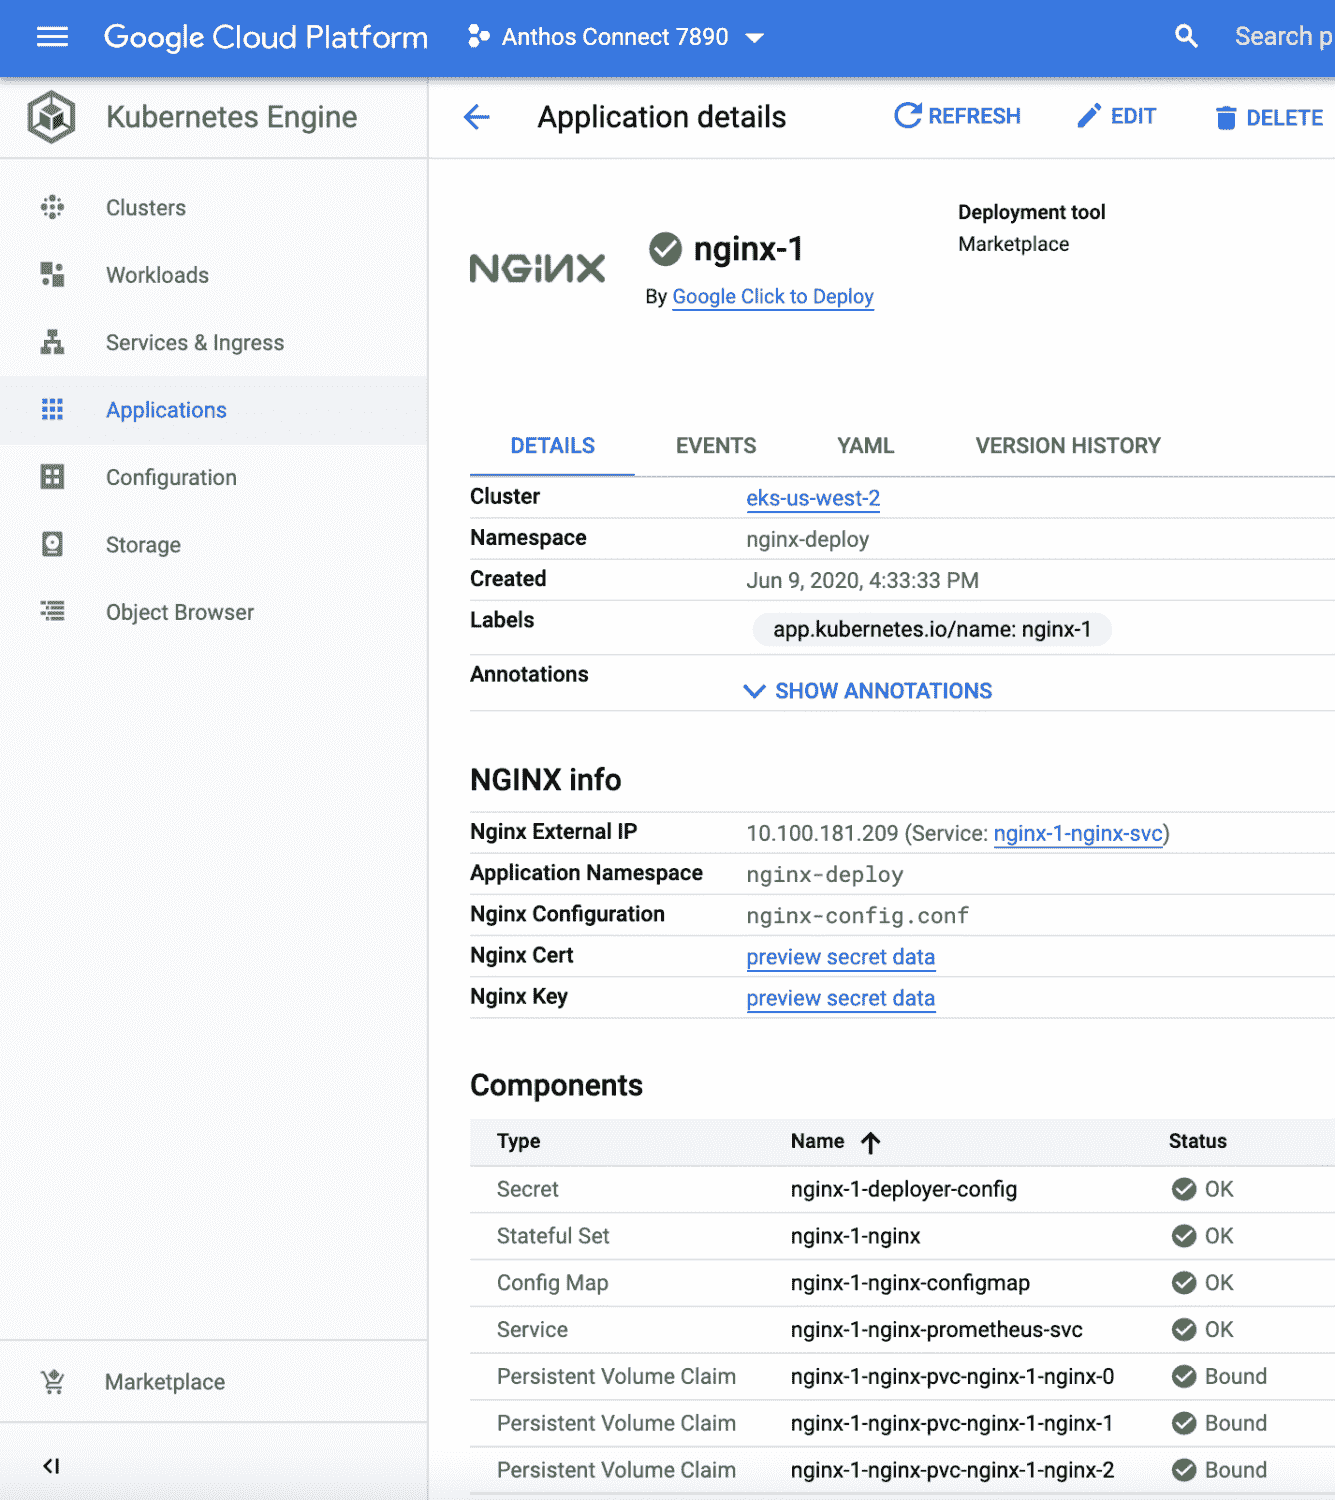 Google Cloud Platform
Anthos Connect 7890
Search p
Kubernetes Engine
Application details
REFRESH
EDIT
DELETE
Clusters
Workloads
Services & Ingress
Applications
Configuration
Storage
Object Browser
Marketplace
NGINX
nginx-1
By Google Click to Deploy
Deployment tool
Marketplace
DETAILS EVENTS YAML VERSION HISTORY
Cluster eks-us-west-2
Namespace nginx-deploy
Created Jun 9, 2020, 4:33:33 PM
Labels app.kubernetes.io/name: nginx-1
Annotations SHOW ANNOTATIONS
NGINX info
Nginx External IP 10.100.181.209 (Service: nginx-1-nginx-svc)
Application Namespace nginx-deploy
Nginx Configuration nginx-config.conf
Nginx Cert preview secret data
Nginx Key preview secret data
Components
Type Name Status
Secret nginx-1-deployer-config OK
Stateful Set nginx-1-nginx OK
Config Map nginx-1-nginx-configmap OK
Service nginx-1-nginx-prometheus-svc OK
Persistent Volume Claim nginx-1-nginx-pvc-nginx-1-nginx-0 Bound
Persistent Volume Claim nginx-1-nginx-pvc-nginx-1-nginx-1 Bound
Persistent Volume Claim nginx-1-nginx-pvc-nginx-1-nginx-2 Bound